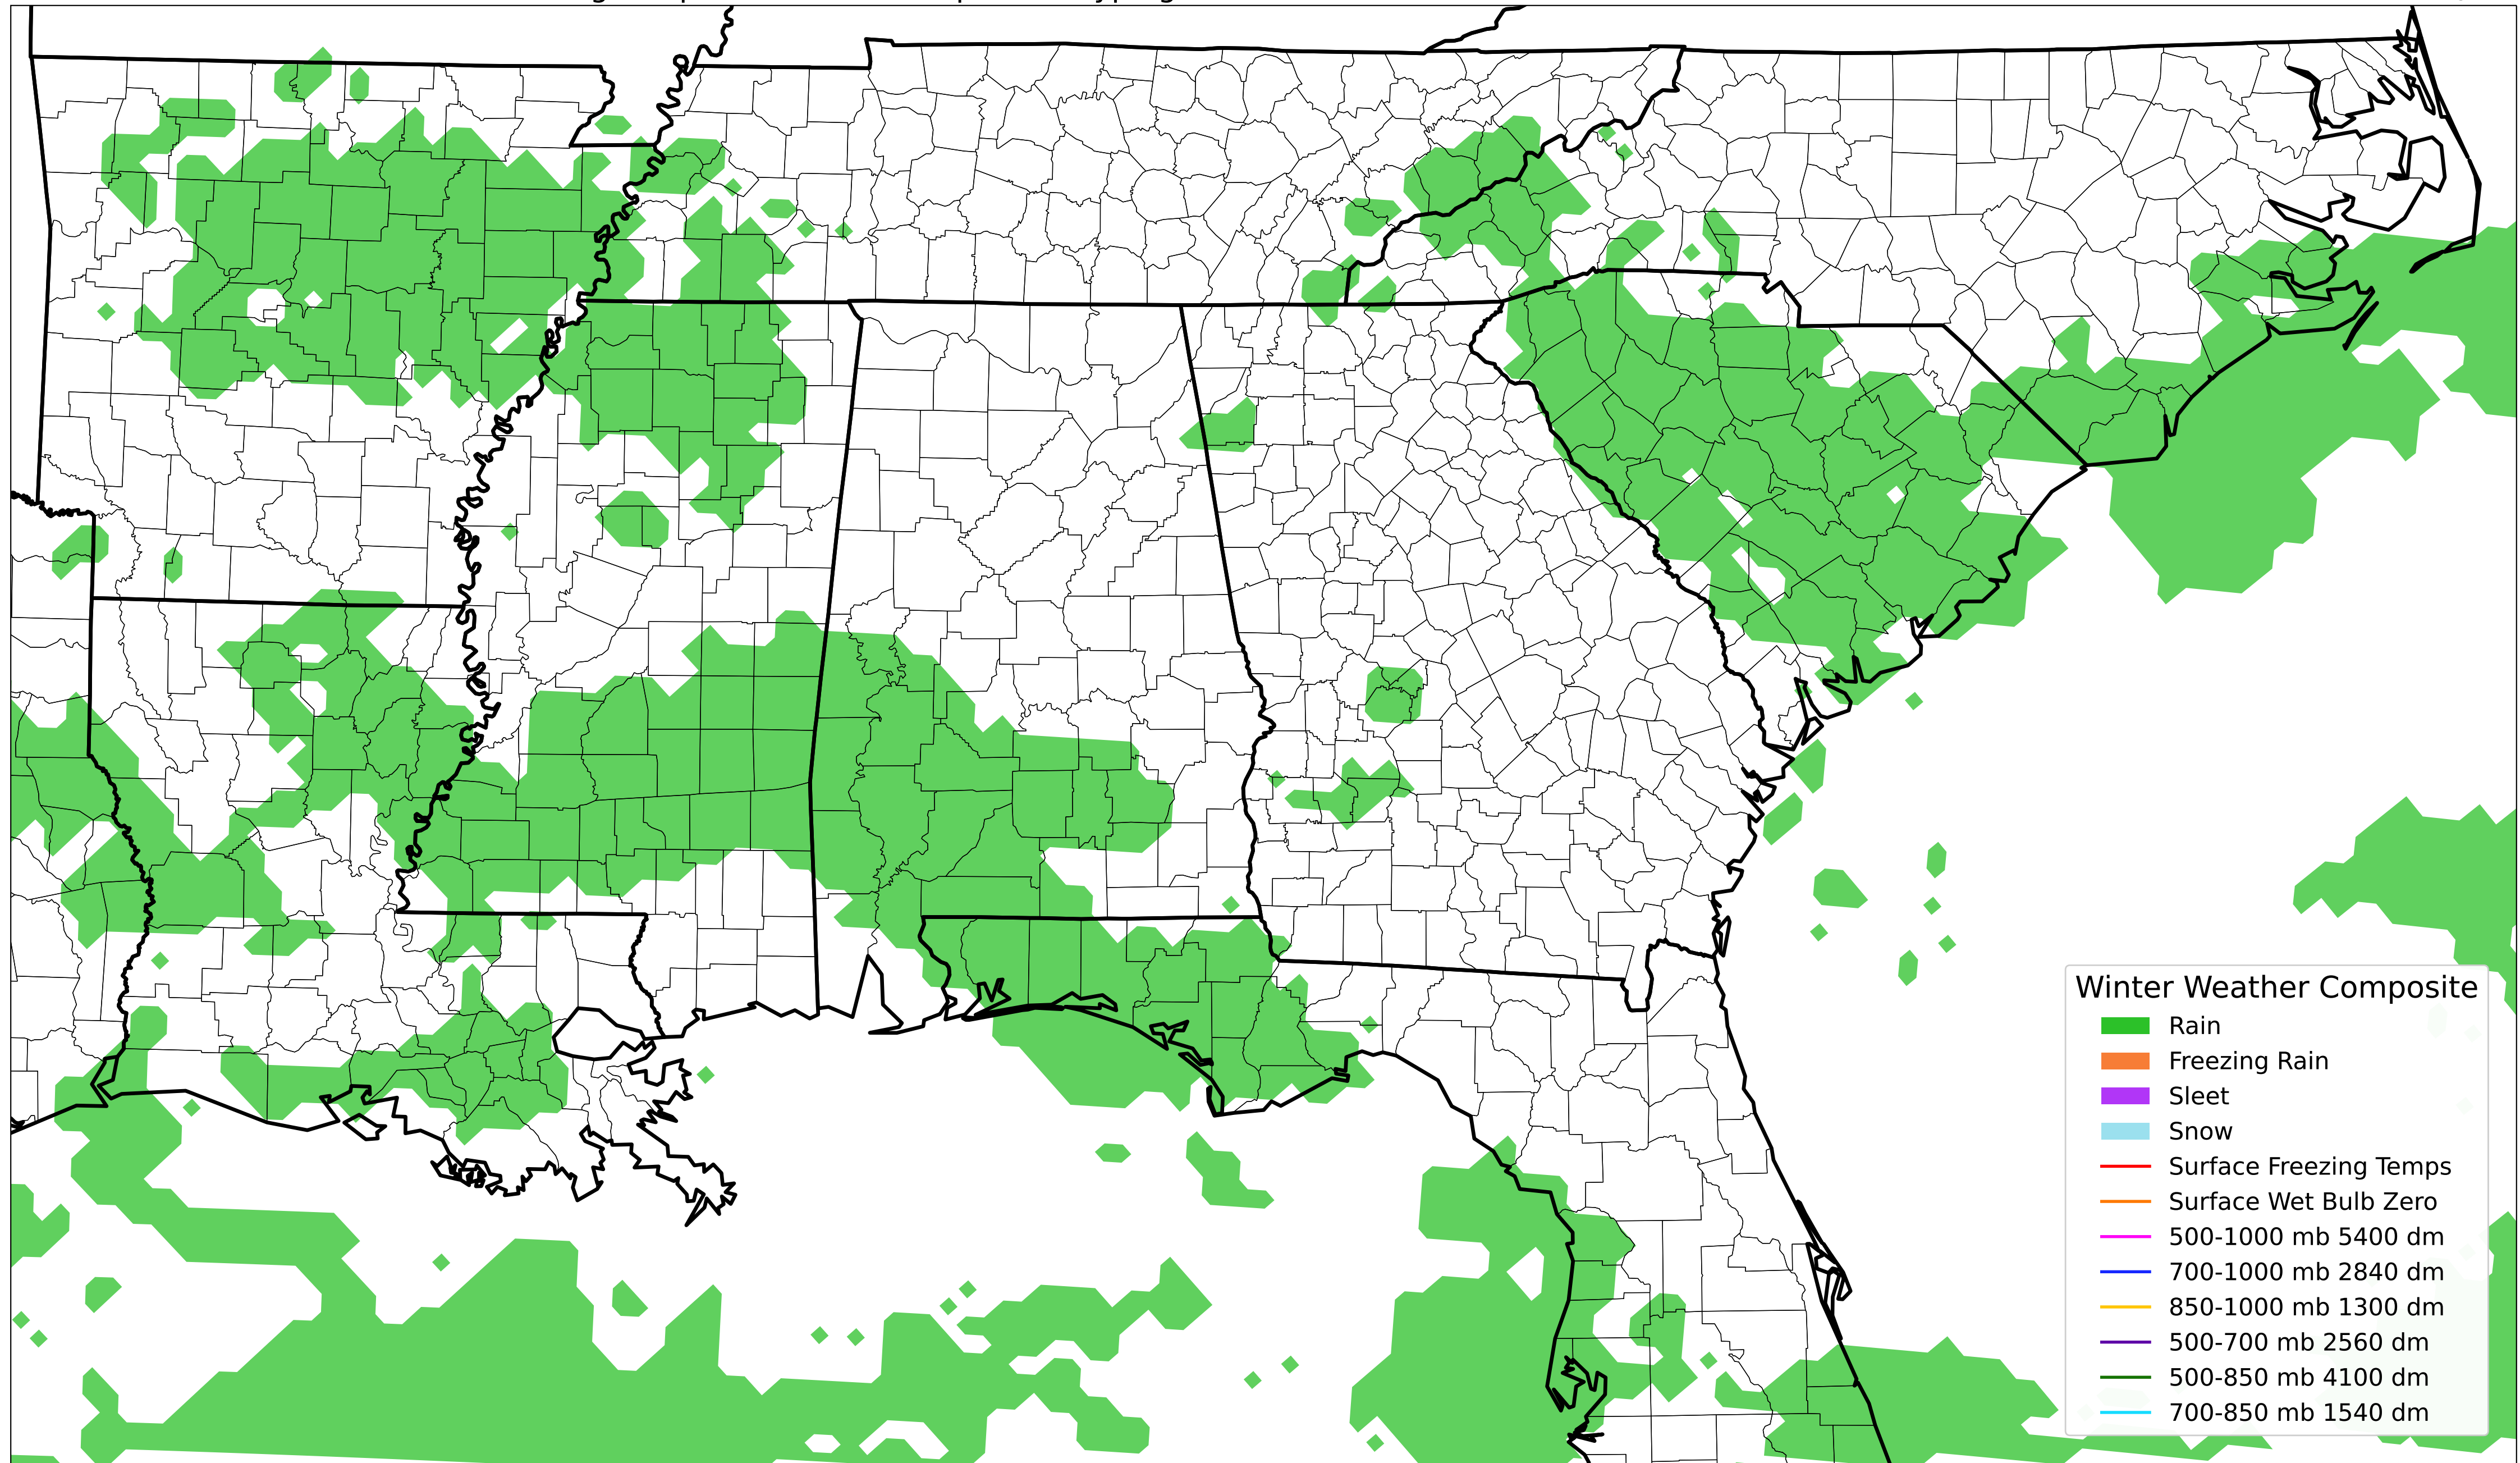 Winter Weather Composite
Rain
Freezing Rain
Sleet
Snow
Surface Freezing Temps
Surface Wet Bulb Zero
500-1000 mb 5400 dm
700-1000 mb 2840 dm
850-1000 mb 1300 dm
500-700 mb 2560 dm
500-850 mb 4100 dm
700-850 mb 1540 dm